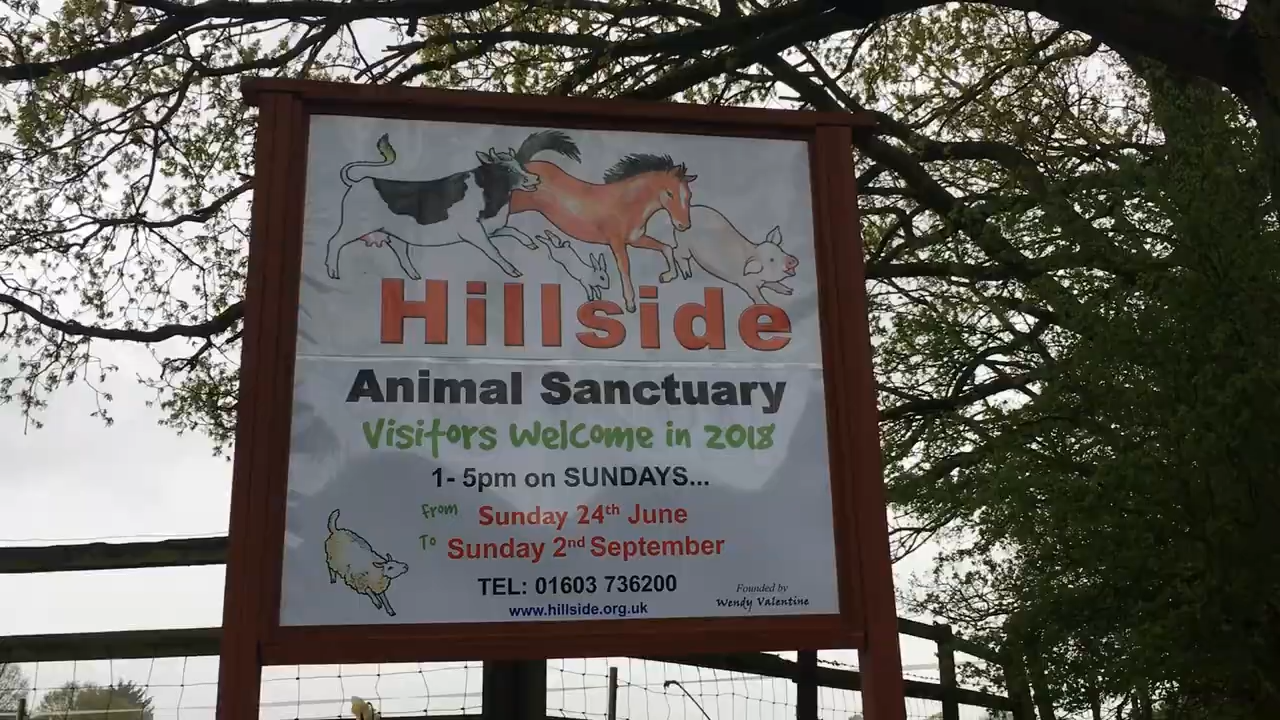 Hillside
Animal Sanctuary
Visitors Welcome in 2018
1- 5pm on SUNDAYS...
From Sunday 24th June
To Sunday 2nd September
TEL: 01603 736200
www.hillside.org.uk
Founded by
Wendy Valentine